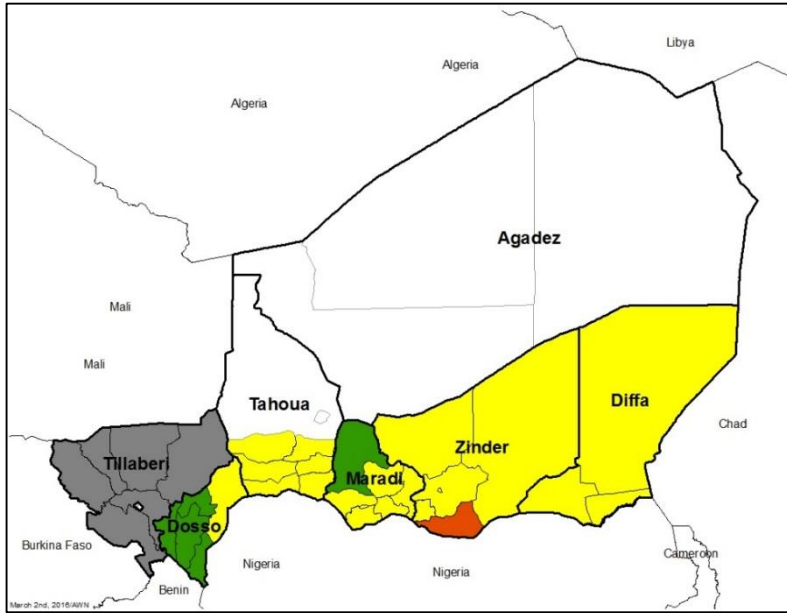 Libya
Algeria
Algeria
Agadez
Mali
Mali
Tahoua
Diffa
Chad
Zinder
Tillaberi
Maradi
Dosso
Burkina Faso
Nigeria
Cameroon
Nigeria
Benin
March 2nd, 2016/AWN